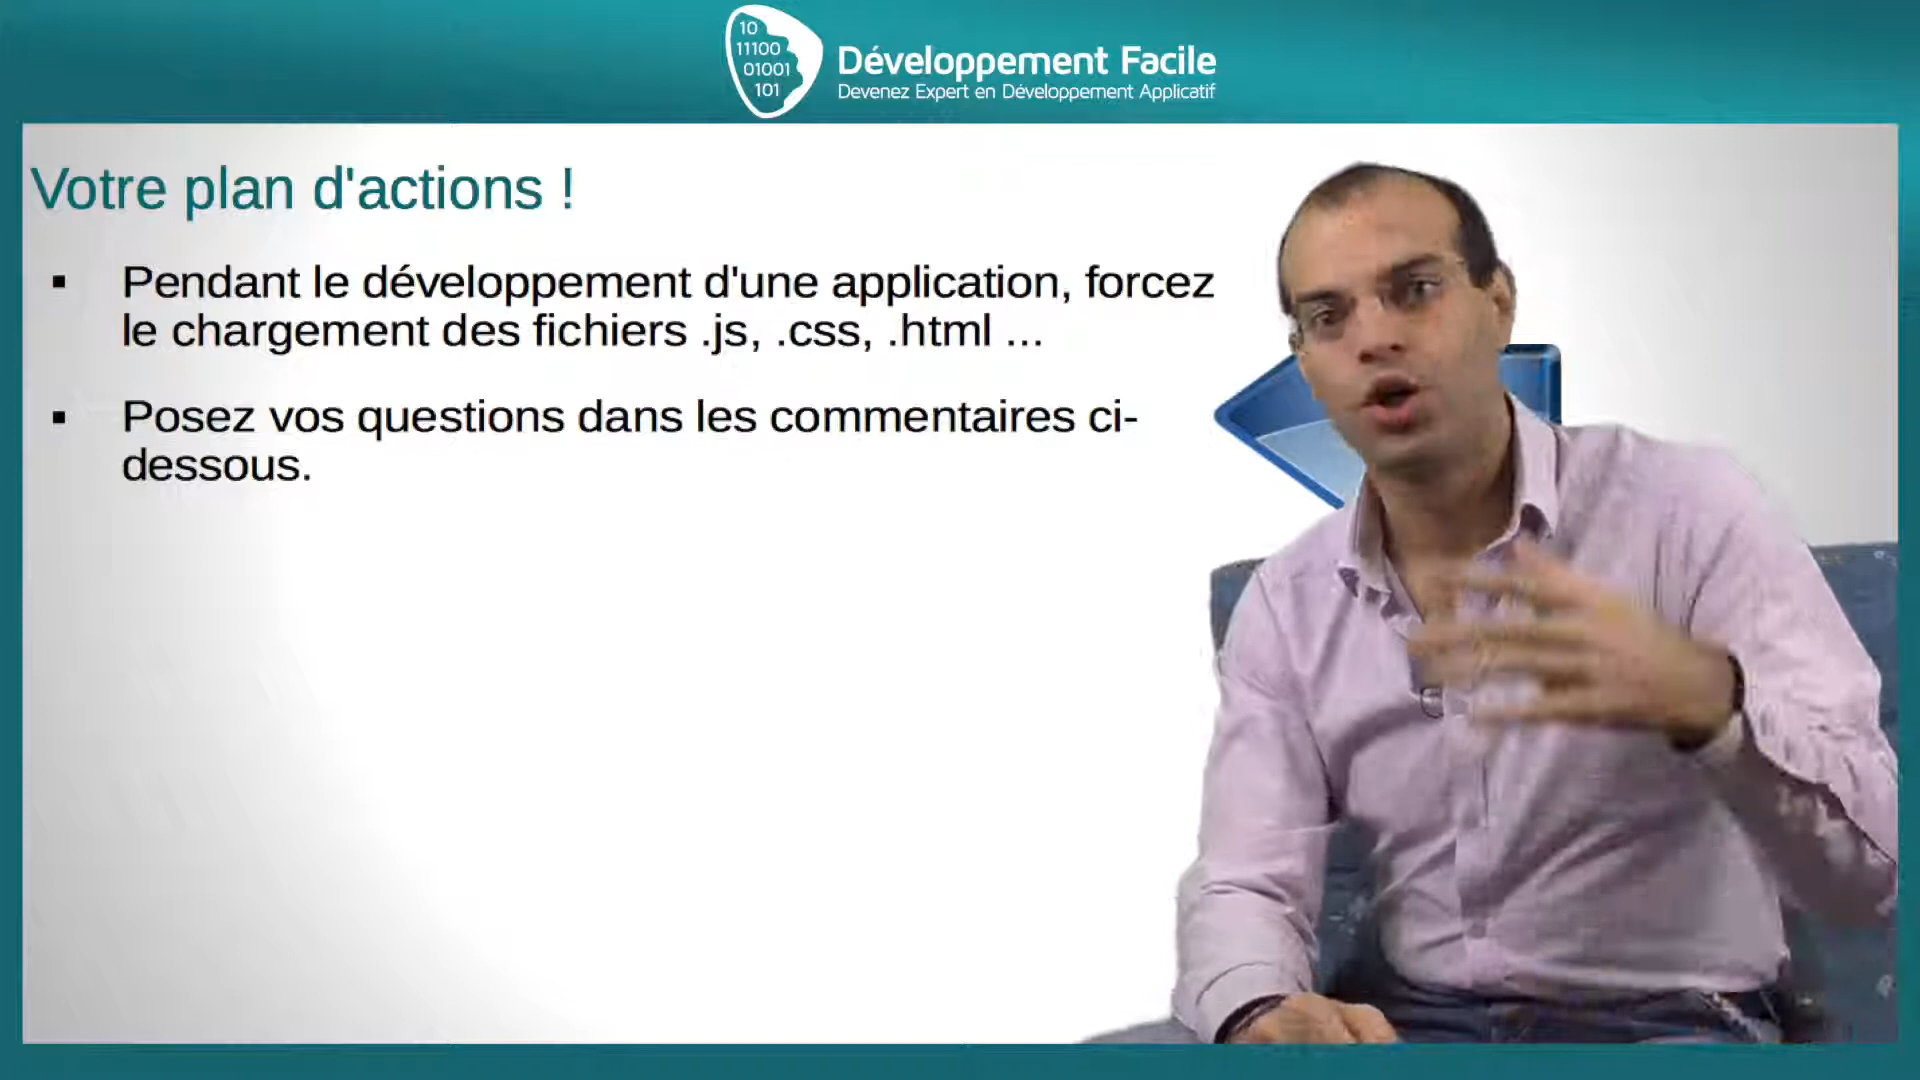 10
11100
01001
101
Développement Facile
Devenez Expert en Développement Applicatif
Votre plan d'actions !
▪ Pendant le développement d'une application, forcez
le chargement des fichiers .js, .css, .html ...
▪ Posez vos questions dans les commentaires ci-
dessous.